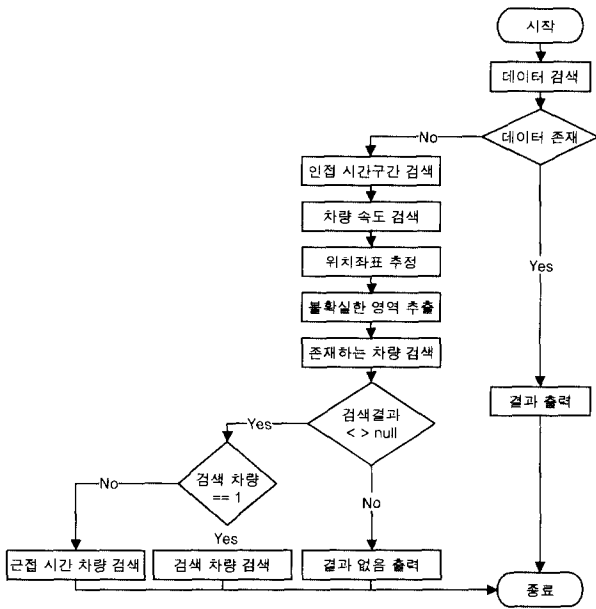 시작
데이터 검색
데이터 존재
No
인접 시간구간 검색
차량 속도 검색
위치좌표 추정
Yes
불확실한 영역 추출
존재하는 차량 검색
결과 출력
검색결과
< > null
Yes
검색 차량
== 1
No
No
Yes
근접 시간 차량 검색
검색 차량 검색
결과 없음 출력
종료